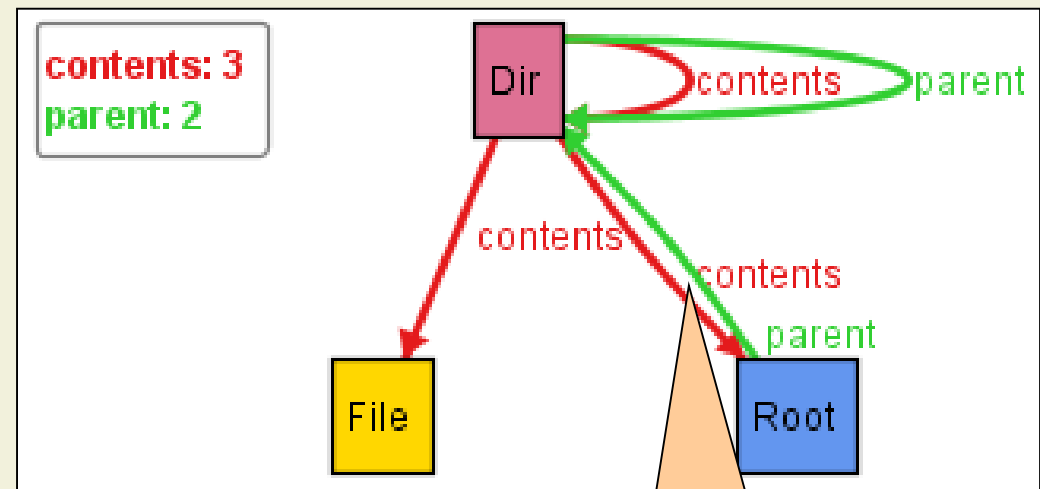 contents: 3
parent: 2
Dir
contents
parent
contents
contents
parent
File
Root